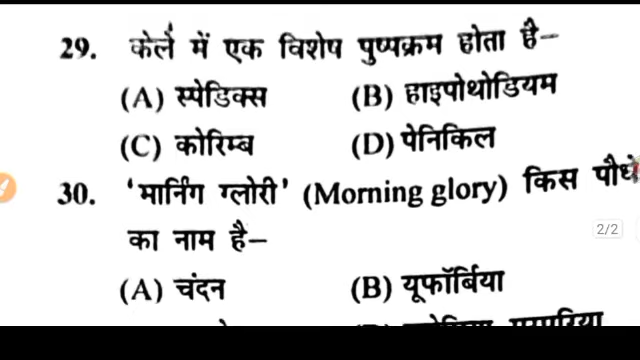 29. केले में एक विशेष पुष्पक्रम होता है–
(A) स्पेडिक्स (B) हाइपोथोडियम
(C) कोरिम्ब (D) पेनिकिल
30. 'मार्निंग ग्लोरी' (Morning glory) किस पौधे
2/2
का नाम है–
(A) चंदन (B) यूफॉर्बिया